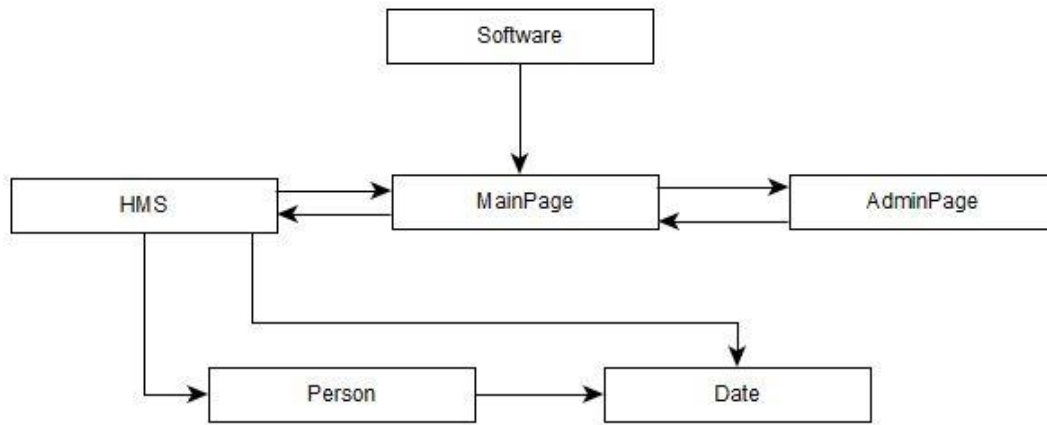 Software
HMS
MainPage
AdminPage
Person
Date